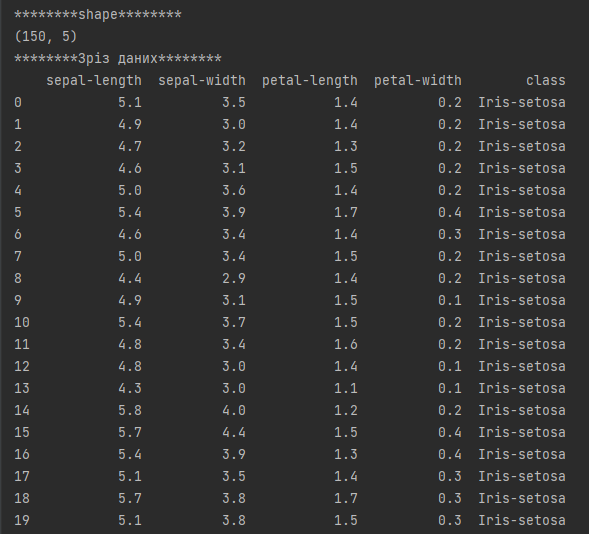 ********shape********
(150, 5)
********Зріз даних********
    sepal-length  sepal-width  petal-length  petal-width        class
0            5.1          3.5           1.4          0.2  Iris-setosa
1            4.9          3.0           1.4          0.2  Iris-setosa
2            4.7          3.2           1.3          0.2  Iris-setosa
3            4.6          3.1           1.5          0.2  Iris-setosa
4            5.0          3.6           1.4          0.2  Iris-setosa
5            5.4          3.9           1.7          0.4  Iris-setosa
6            4.6          3.4           1.4          0.3  Iris-setosa
7            5.0          3.4           1.5          0.2  Iris-setosa
8            4.4          2.9           1.4          0.2  Iris-setosa
9            4.9          3.1           1.5          0.1  Iris-setosa
10           5.4          3.7           1.5          0.2  Iris-setosa
11           4.8          3.4           1.6          0.2  Iris-setosa
12           4.8          3.0           1.4          0.1  Iris-setosa
13           4.3          3.0           1.1          0.1  Iris-setosa
14           5.8          4.0           1.2          0.2  Iris-setosa
15           5.7          4.4           1.5          0.4  Iris-setosa
16           5.4          3.9           1.3          0.4  Iris-setosa
17           5.1          3.5           1.4          0.3  Iris-setosa
18           5.7          3.8           1.7          0.3  Iris-setosa
19           5.1          3.8           1.5          0.3  Iris-setosa